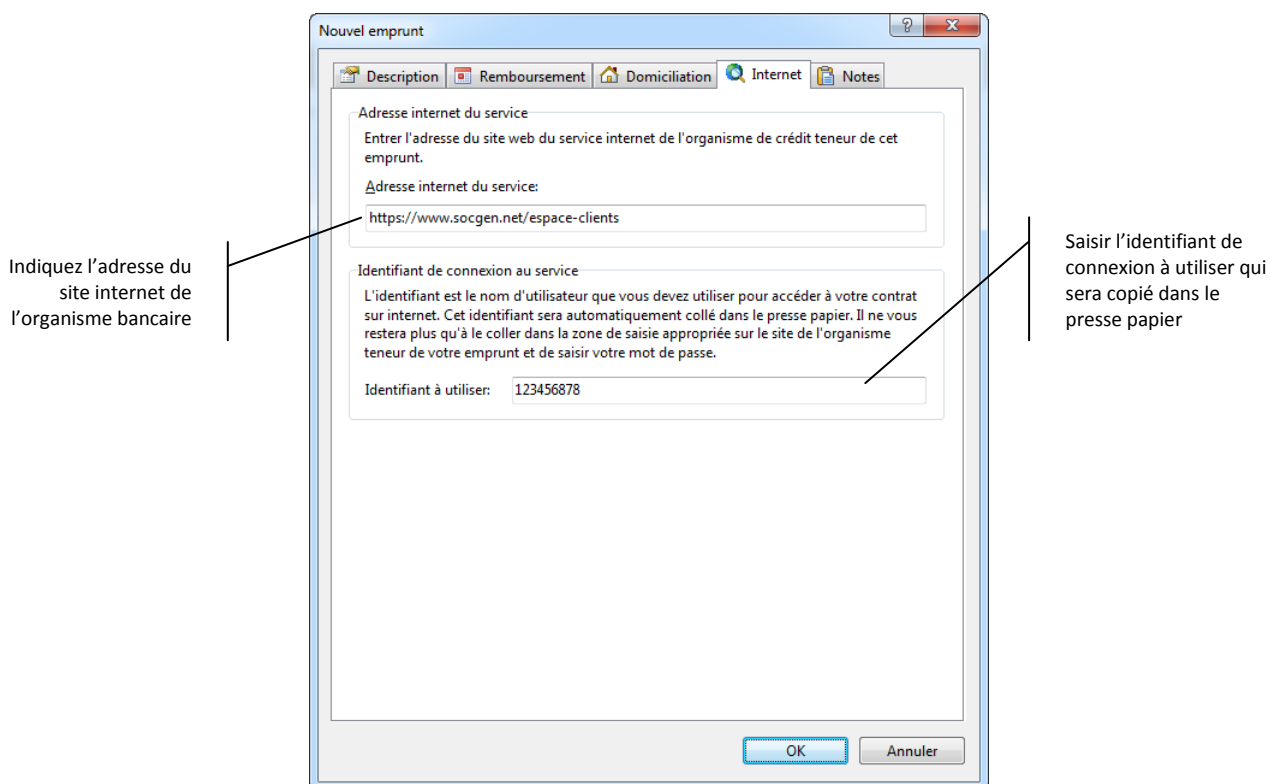 Nouvel emprunt
Description Remboursement Domiciliation Internet Notes
Adresse internet du service
Entrer l'adresse du site web du service internet de l'organisme de crédit teneur de cet
emprunt.
Adresse internet du service:
https://www.socgen.net/espace-clients
Indiquez l’adresse du
site internet de
l’organisme bancaire
Saisir l’identifiant de
connexion à utiliser qui
sera copié dans le
presse papier
Identifiant de connexion au service
L'identifiant est le nom d'utilisateur que vous devez utiliser pour accéder à votre contrat
sur internet. Cet identifiant sera automatiquement collé dans le presse papier. Il ne vous
restera plus qu'à le coller dans la zone de saisie appropriée sur le site de l'organisme
teneur de votre emprunt et de saisir votre mot de passe.
Identifiant à utiliser: 123456878
OK Annuler